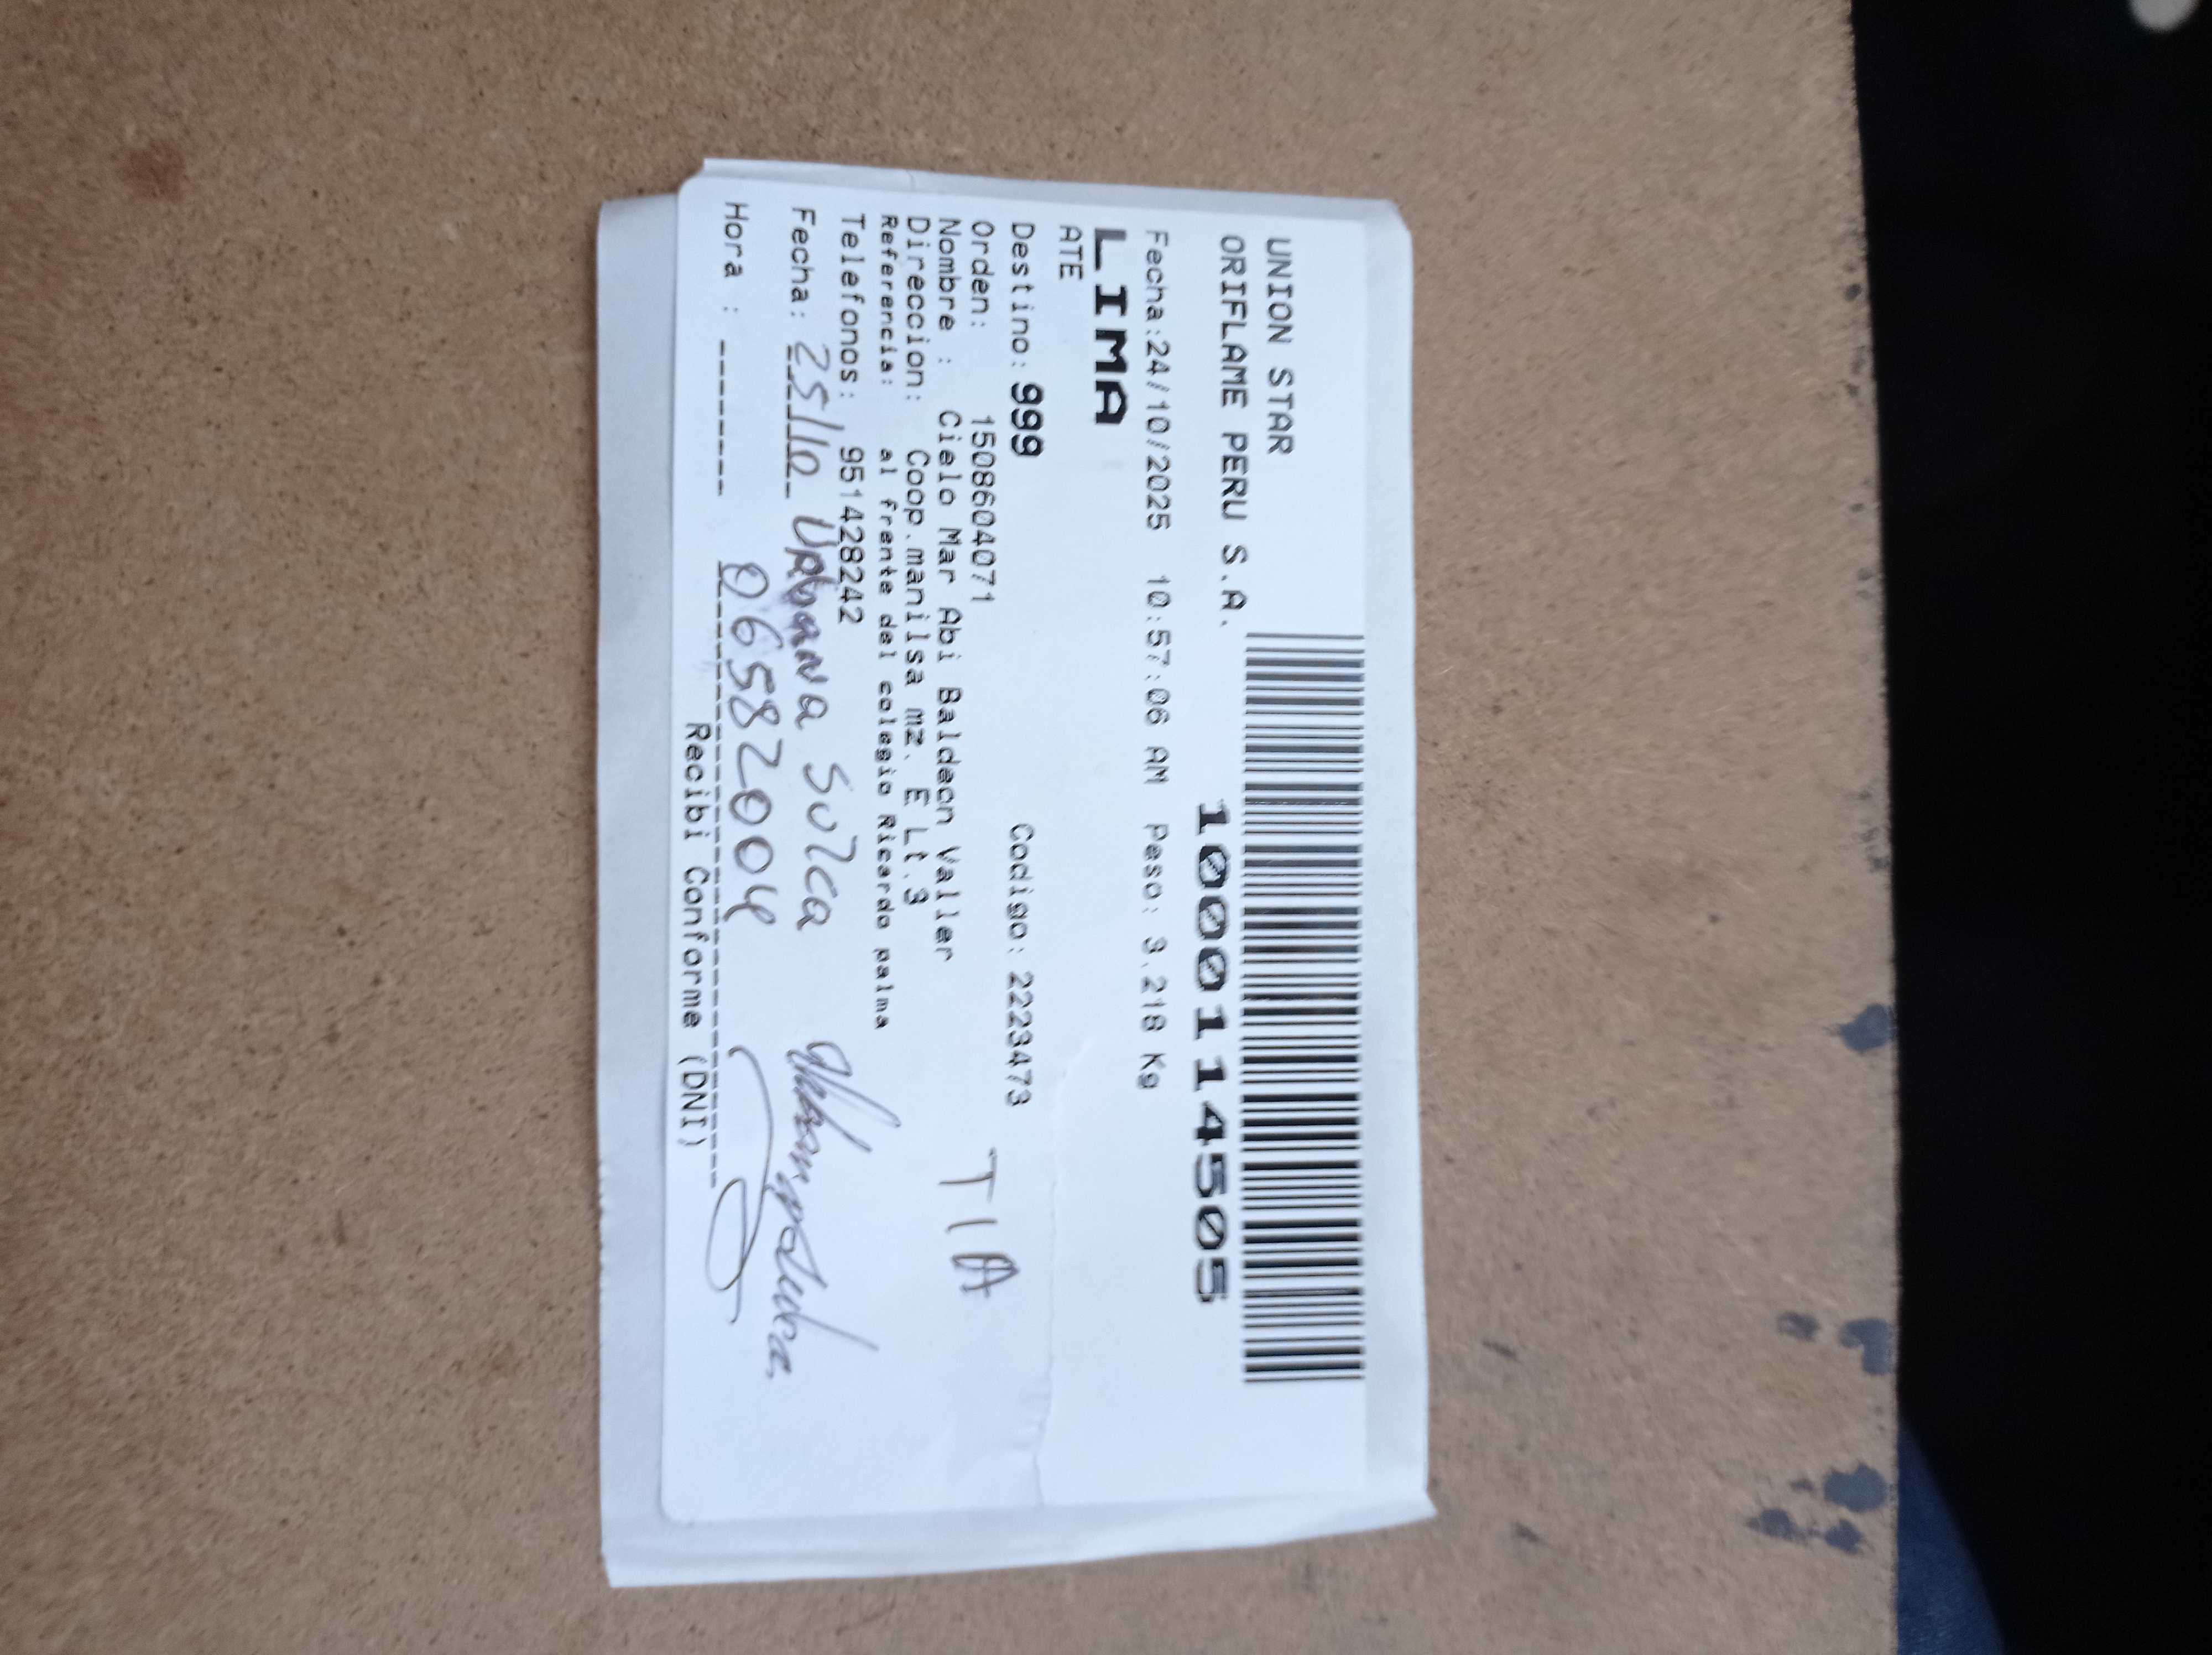 UNION STAR
ORIFLAME PERU S.A.
10001114505
Fecha:24/10/2025 10:57:06 AM Peso: 3.218 Kg
LIMA
ATE
Destino: 999 Codigo: 2223473
Orden: 1508604071
Nombre : Cielo Mar Abi Baldeon Valler
TIA
Direccion: Coop.manilsa mz. E Lt.3
Referencia: al frente del colegio Ricardo palma
Telefonos: 951428242
Fecha: 25/10 Urbana Sulca
Hora : 06582004
Recibi Conforme (DNI)